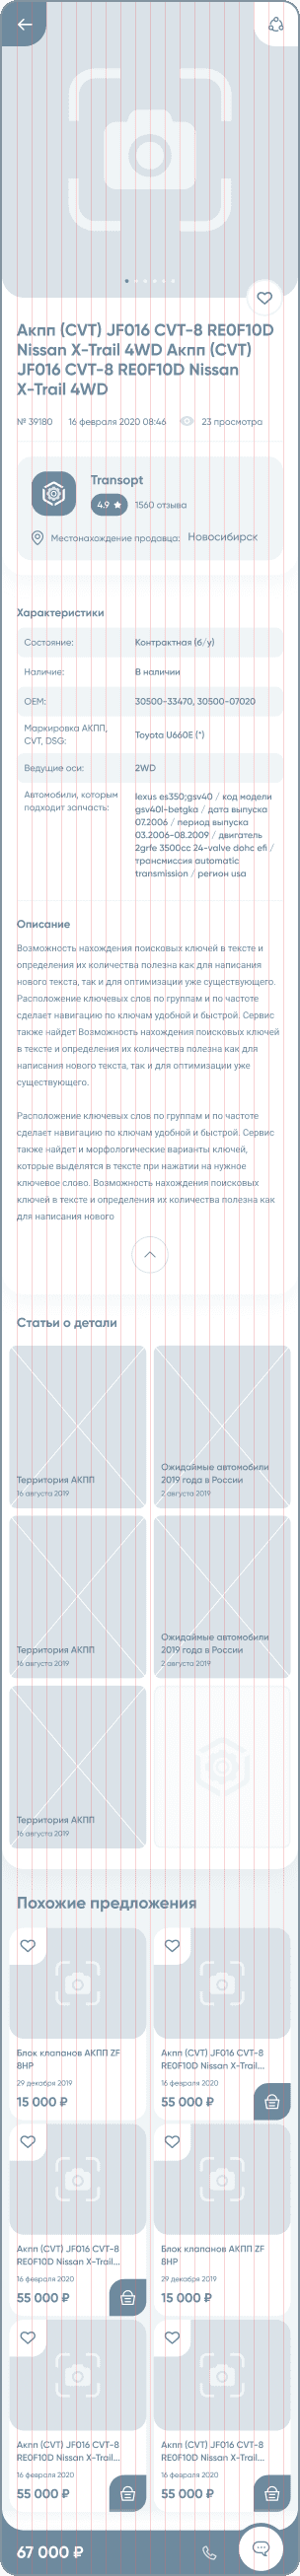 Акпп (CVT) JF016 CVT-8 RE0F10D
Nissan X-Trail 4WD Акпп (CVT)
JF016 CVT-8 RE0F10D Nissan
X-Trail 4WD
№ 39180 16 февраля 2020 08:46 23 просмотра
Transopt
4.9 1560 отзыва
Местонахождение продавца: Новосибирск
Характеристики
Состояние: Контрактная (б/у)
Наличие: В наличии
OEM: 30500-33470, 30500-07020
Маркировка АКПП,
CVT, DSG: Toyota U660E (*)
Ведущие оси: 2WD
Автомобили, которым
подходит запчасть:
lexus es350;gsv40 / код модели
gsv40l-betgka / дата выпуска
07.2006 / период выпуска
03.2006-08.2009 / двигатель
2grfe 3500cc 24-valve dohc efi /
трансмиссия automatic
transmission / регион usa
Описание
Возможность нахождения поисковых ключей в тексте и
определения их количества полезна как для написания
нового текста, так и для оптимизации уже существующего.
Расположение ключевых слов по группам и по частоте
сделает навигацию по ключам удобной и быстрой. Сервис
также найдет Возможность нахождения поисковых ключей
в тексте и определения их количества полезна как для
написания нового текста, так и для оптимизации уже
существующего.
Расположение ключевых слов по группам и по частоте
сделает навигацию по ключам удобной и быстрой. Сервис
также найдет и морфологические варианты ключей,
которые выделятся в тексте при нажатии на нужное
ключевое слово. Возможность нахождения поисковых
ключей в тексте и определения их количества полезна как
для написания нового
Статьи о детали
Территория АКПП
16 августа 2019
Ожидаймые автомобили
2019 года в России
2 августа 2019
Территория АКПП
16 августа 2019
Ожидаймые автомобили
2019 года в России
2 августа 2019
Территория АКПП
16 августа 2019
Похожие предложения
Блок клапанов АКПП ZF
8HP
29 декабря 2019
15 000 ₽
Акпп (CVT) JF016 CVT-8
RE0F10D Nissan X-Trail...
16 февраля 2020
55 000 ₽
Акпп (CVT) JF016 CVT-8
RE0F10D Nissan X-Trail...
16 февраля 2020
55 000 ₽
Блок клапанов АКПП ZF
8HP
29 декабря 2019
15 000 ₽
Акпп (CVT) JF016 CVT-8
RE0F10D Nissan X-Trail...
16 февраля 2020
55 000 ₽
Акпп (CVT) JF016 CVT-8
RE0F10D Nissan X-Trail...
16 февраля 2020
55 000 ₽
67 000 ₽